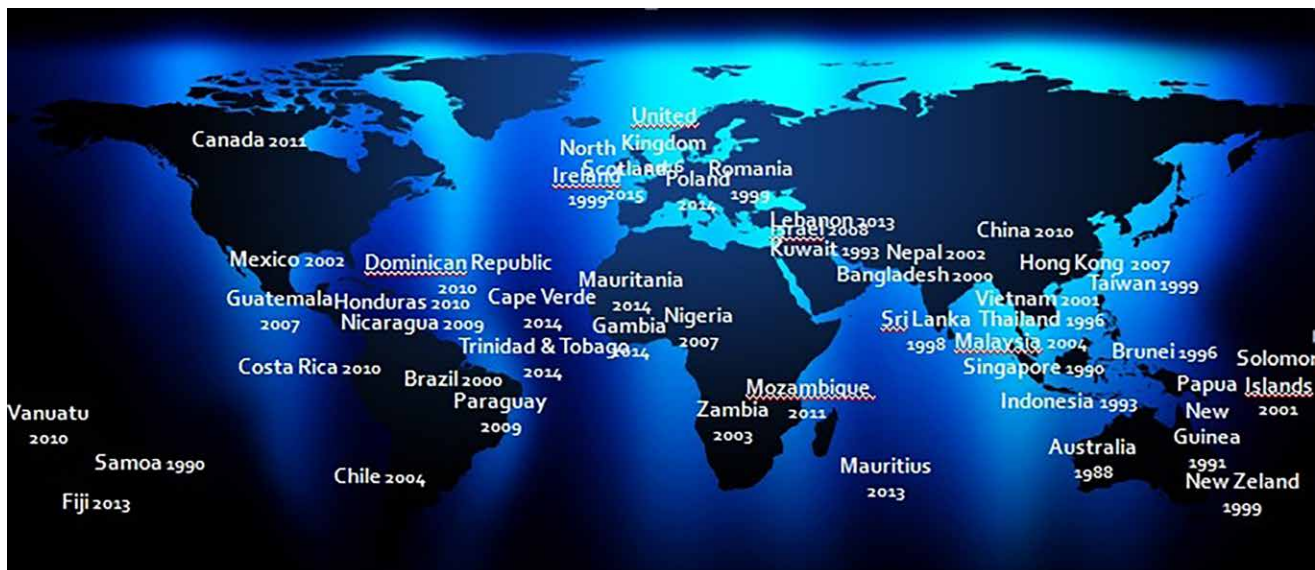 United
Kingdom
2016
Canada 2011
North
Ireland
1999
Scotland
2015
Poland
2014
Romania
1999
Lebanon 2013
Israel 2008
Kuwait 1993
Nepal 2002
Bangladesh 2000
China 2010
Hong Kong 2007
Taiwan 1999
Mexico 2002
Dominican Republic
2010
Guatemala
2007
Honduras 2010
Nicaragua 2009
Cape Verde
2014
Mauritania
2014
Gambia
2014
Nigeria
2007
Trinidad & Tobago
2014
Sri Lanka
1998
Vietnam 2001
Thailand 1996
Malaysia 2004
Singapore 1990
Brunei 1996
Solomon
Islands
2001
Costa Rica 2010
Brazil 2000
Paraguay
2009
Mozambique
2011
Zambia
2003
Indonesia 1993
Papua
New
Guinea
1991
Vanuatu
2010
Samoa 1990
Fiji 2013
Chile 2004
Mauritius
2013
Australia
1988
New Zeland
1999